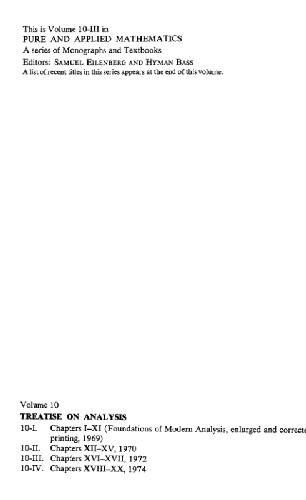 This is Volume 10-III in
PURE AND APPLIED MATHEMATICS
A series of Monographs and Textbooks
Editors: SAMUEL EILENBERG AND HYMAN BASS
A list of recent titles in this series appears at the end of this volume.
Volume 10
TREATISE ON ANALYSIS
10-I. Chapters I–XI (Foundations of Modern Analysis, enlarged and correcte
printing, 1969)
10-II. Chapters XII–XV, 1970
10-III. Chapters XVI–XVII, 1972
10-IV. Chapters XVIII–XX, 1974